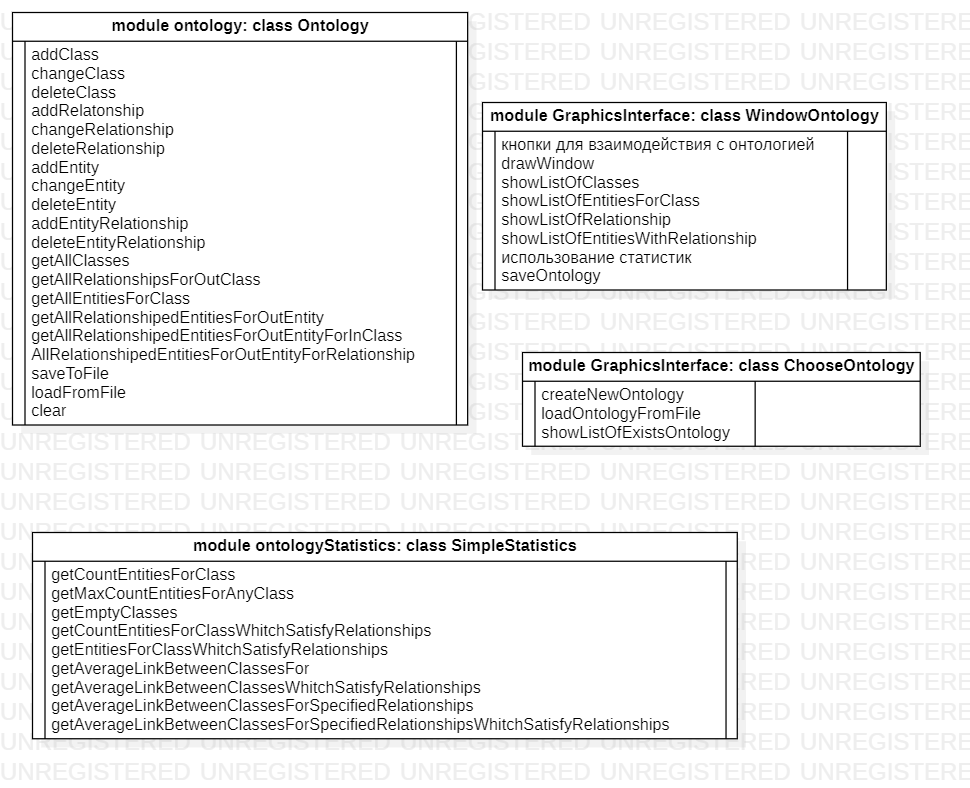 module ontology: class Ontology
addClass
changeClass
deleteClass
addRelatonship
changeRelationship
deleteRelationship
addEntity
changeEntity
deleteEntity
addEntityRelationship
deleteEntityRelationship
getAllClasses
getAllRelationshipsForOutClass
getAllEntitiesForClass
getAllRelationshipedEntitiesForOutEntity
getAllRelationshipedEntitiesForOutEntityForInClass
AllRelationshipedEntitiesForOutEntityForRelationship
saveToFile
loadFromFile
clear
module GraphicsInterface: class WindowOntology
кнопки для взаимодействия с онтологией
drawWindow
showListOfClasses
showListOfEntitiesForClass
showListOfRelationship
showListOfEntitiesWithRelationship
использование статистик
saveOntology
module GraphicsInterface: class ChooseOntology
createNewOntology
loadOntologyFromFile
showListOfExistsOntology
module ontologyStatistics: class SimpleStatistics
getCountEntitiesForClass
getMaxCountEntitiesForAnyClass
getEmptyClasses
getCountEntitiesForClassWhitchSatisfyRelationships
getEntitiesForClassWhitchSatisfyRelationships
getAverageLinkBetweenClassesFor
getAverageLinkBetweenClassesWhitchSatisfyRelationships
getAverageLinkBetweenClassesForSpecifiedRelationships
getAverageLinkBetweenClassesForSpecifiedRelationshipsWhitchSatisfyRelationships
UNREGISTERED UNREGISTERED UNREGISTERED UNREGISTERED UNREGISTERED